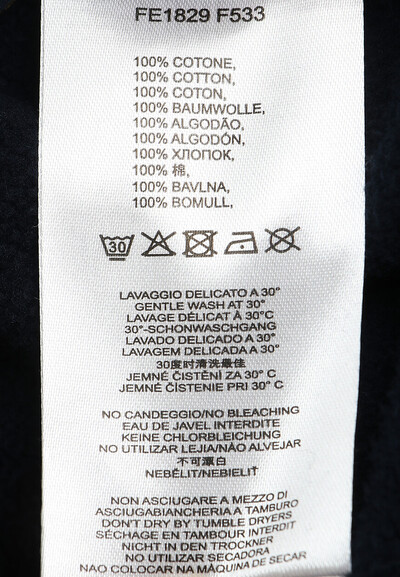 FE1829 F533
100% COTONE,
100% COTTON,
100% COTON,
100% BAUMWOLLE,
100% ALGODÃO,
100% ALGODÓN,
100% ХЛОПОК,
100% 棉,
100% BAVLNA,
100% BOMULL,
30
LAVAGGIO DELICATO A 30°
GENTLE WASH AT 30°
LAVAGE DÉLICAT À 30°C
30°-SCHONWASCHGANG
LAVADO DELICADO A 30°
LAVAGEM DELICADA A 30°
30度时清洗最佳
JEMNÉ ČISTĚNÍ ZA 30° C
JEMNÉ ČISTENIE PRI 30° C
NO CANDEGGIO/NO BLEACHING
EAU DE JAVEL INTERDITE
KEINE CHLORBLEICHUNG
NO UTILIZAR LEJIA/NÃO ALVEJAR
不可漂白
NEBĚLIT/NEBIELIŤ
NON ASCIUGARE A MEZZO DI
ASCIUGABIANCHERIA A TAMBURO
DON'T DRY BY TUMBLE DRYERS
SÉCHAGE EN TAMBOUR INTERDIT
NICHT IN DEN TROCKNER
NO UTILIZAR SECADORA
NÃO COLOCAR NA MÁQUINA DE SECAR